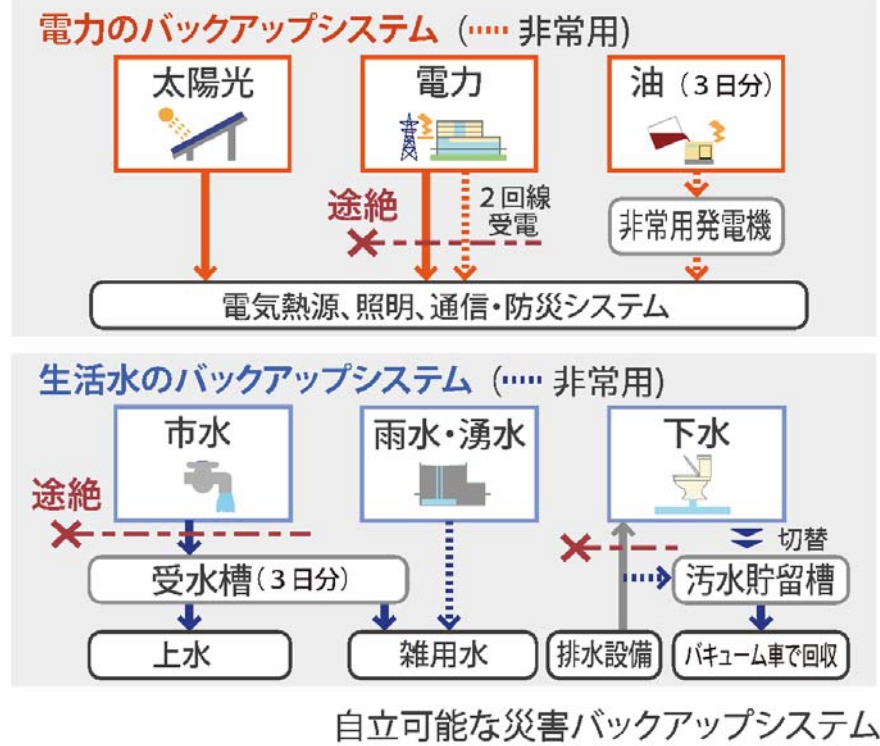 電力のバックアップシステム (····· 非常用)
太陽光
電力
油 (3日分)
途絶
2回線
受電
非常用発電機
電気熱源、照明、通信・防災システム
生活水のバックアップシステム (····· 非常用)
市水
雨水・湧水
下水
途絶
切替
受水槽(3日分)
汚水貯留槽
上水
雑用水
排水設備
バキューム車で回収
自立可能な災害バックアップシステム